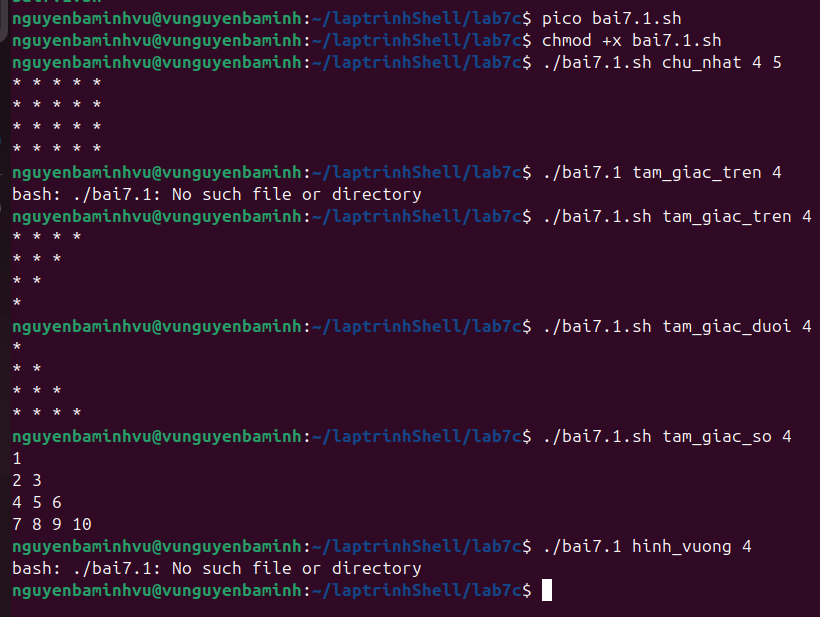 nguyenbaminhvu@vunguyenbaminh:~/laptrinhShell/lab7c$ pico bai7.1.sh
nguyenbaminhvu@vunguyenbaminh:~/laptrinhShell/lab7c$ chmod +x bai7.1.sh
nguyenbaminhvu@vunguyenbaminh:~/laptrinhShell/lab7c$ ./bai7.1.sh chu_nhat 4 5
* * * * *
* * * * *
* * * * *
* * * * *
nguyenbaminhvu@vunguyenbaminh:~/laptrinhShell/lab7c$ ./bai7.1 tam_giac_tren 4
bash: ./bai7.1: No such file or directory
nguyenbaminhvu@vunguyenbaminh:~/laptrinhShell/lab7c$ ./bai7.1.sh tam_giac_tren 4
* * * *
* * *
* *
*
nguyenbaminhvu@vunguyenbaminh:~/laptrinhShell/lab7c$ ./bai7.1.sh tam_giac_duoi 4
*
* *
* * *
* * * *
nguyenbaminhvu@vunguyenbaminh:~/laptrinhShell/lab7c$ ./bai7.1.sh tam_giac_so 4
1
2 3
4 5 6
7 8 9 10
nguyenbaminhvu@vunguyenbaminh:~/laptrinhShell/lab7c$ ./bai7.1 hinh_vuong 4
bash: ./bai7.1: No such file or directory
nguyenbaminhvu@vunguyenbaminh:~/laptrinhShell/lab7c$